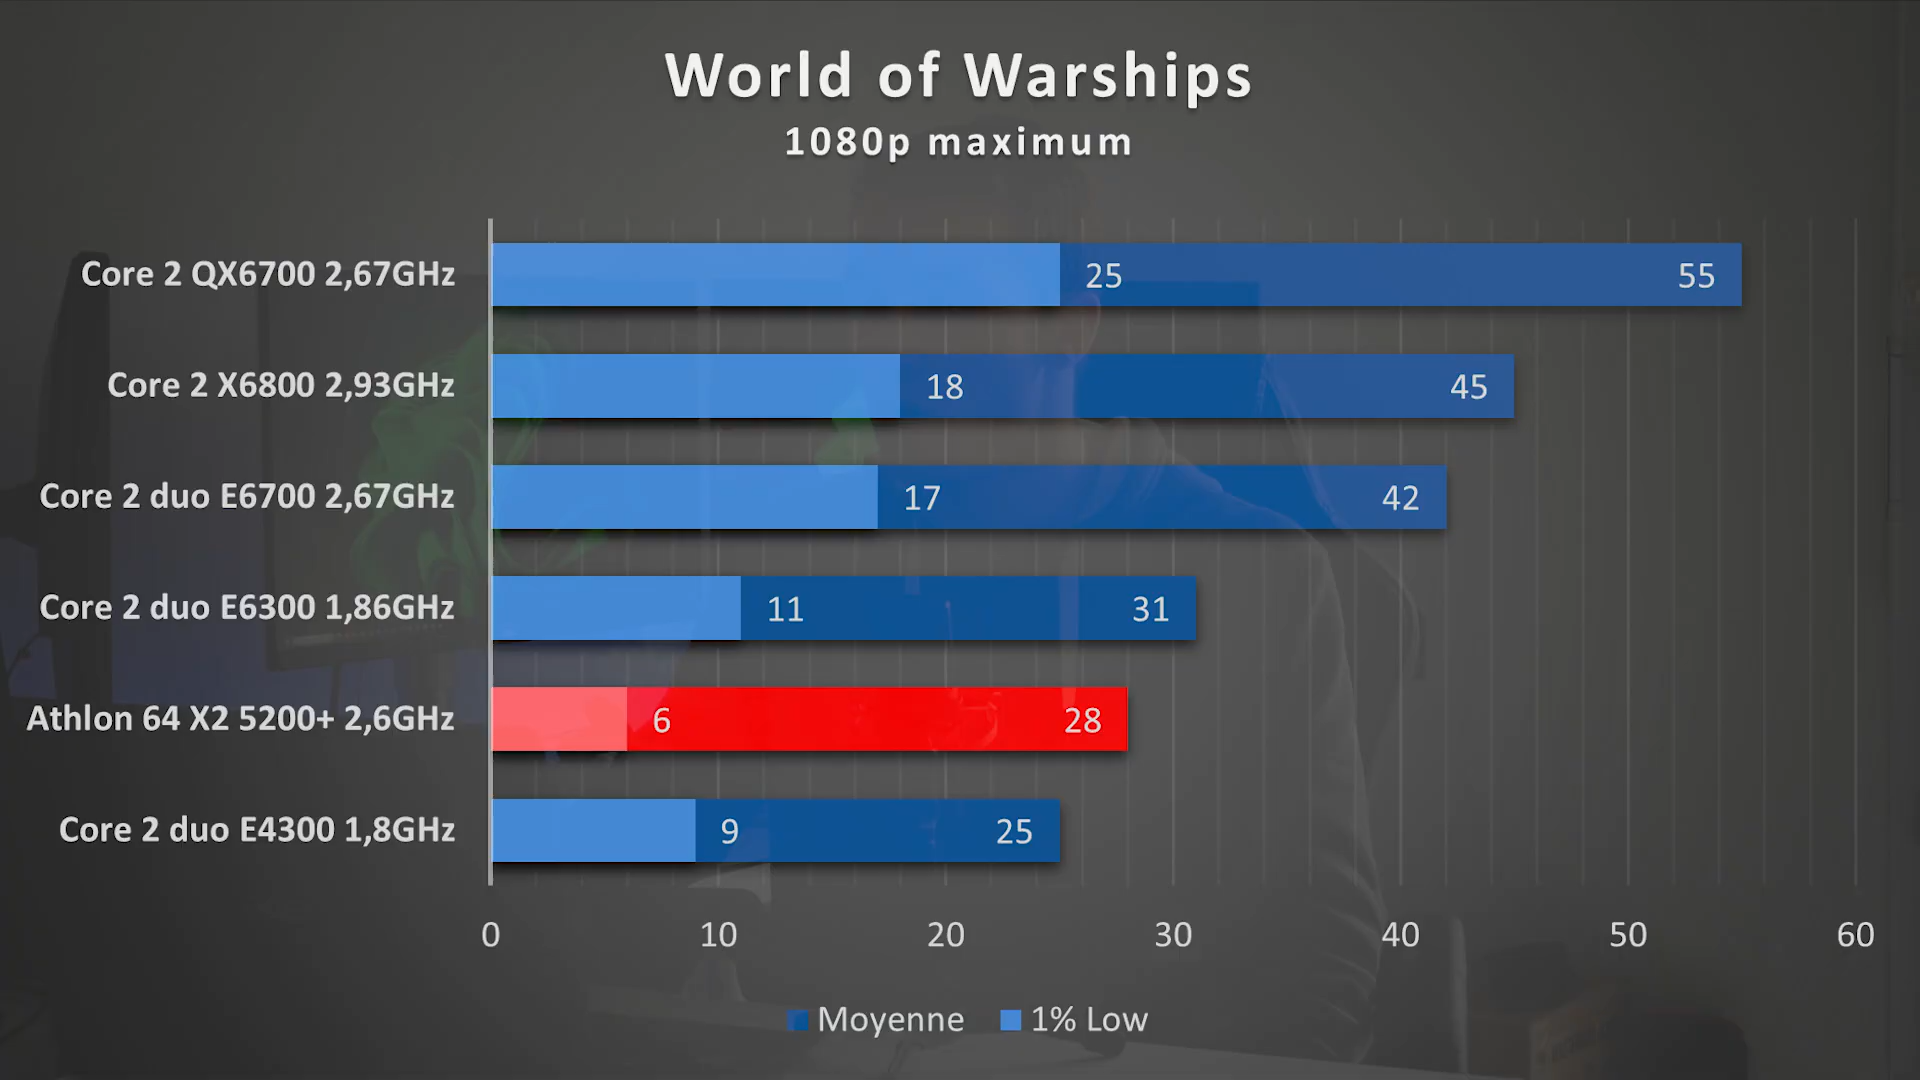 World of Warships
1080p maximum
Core 2 QX6700 2,67GHz 25 55
Core 2 X6800 2,93GHz 18 45
Core 2 duo E6700 2,67GHz 17 42
Core 2 duo E6300 1,86GHz 11 31
Athlon 64 X2 5200+ 2,6GHz 6 28
Core 2 duo E4300 1,8GHz 9 25
0 10 20 30 40 50 60
Moyenne 1% Low